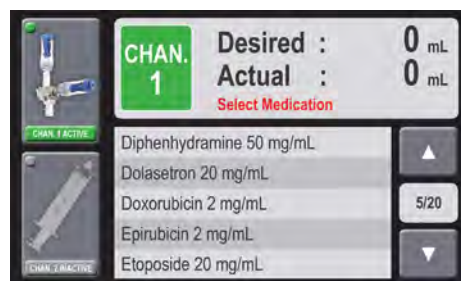 CHAN. 1 ACTIVE
CHAN. 2 INACTIVE
CHAN.
1
Desired : 0 mL
Actual : 0 mL
Select Medication
Diphenhydramine 50 mg/mL
Dolasetron 20 mg/mL
Doxorubicin 2 mg/mL
Epirubicin 2 mg/mL
Etoposide 20 mg/mL
5/20